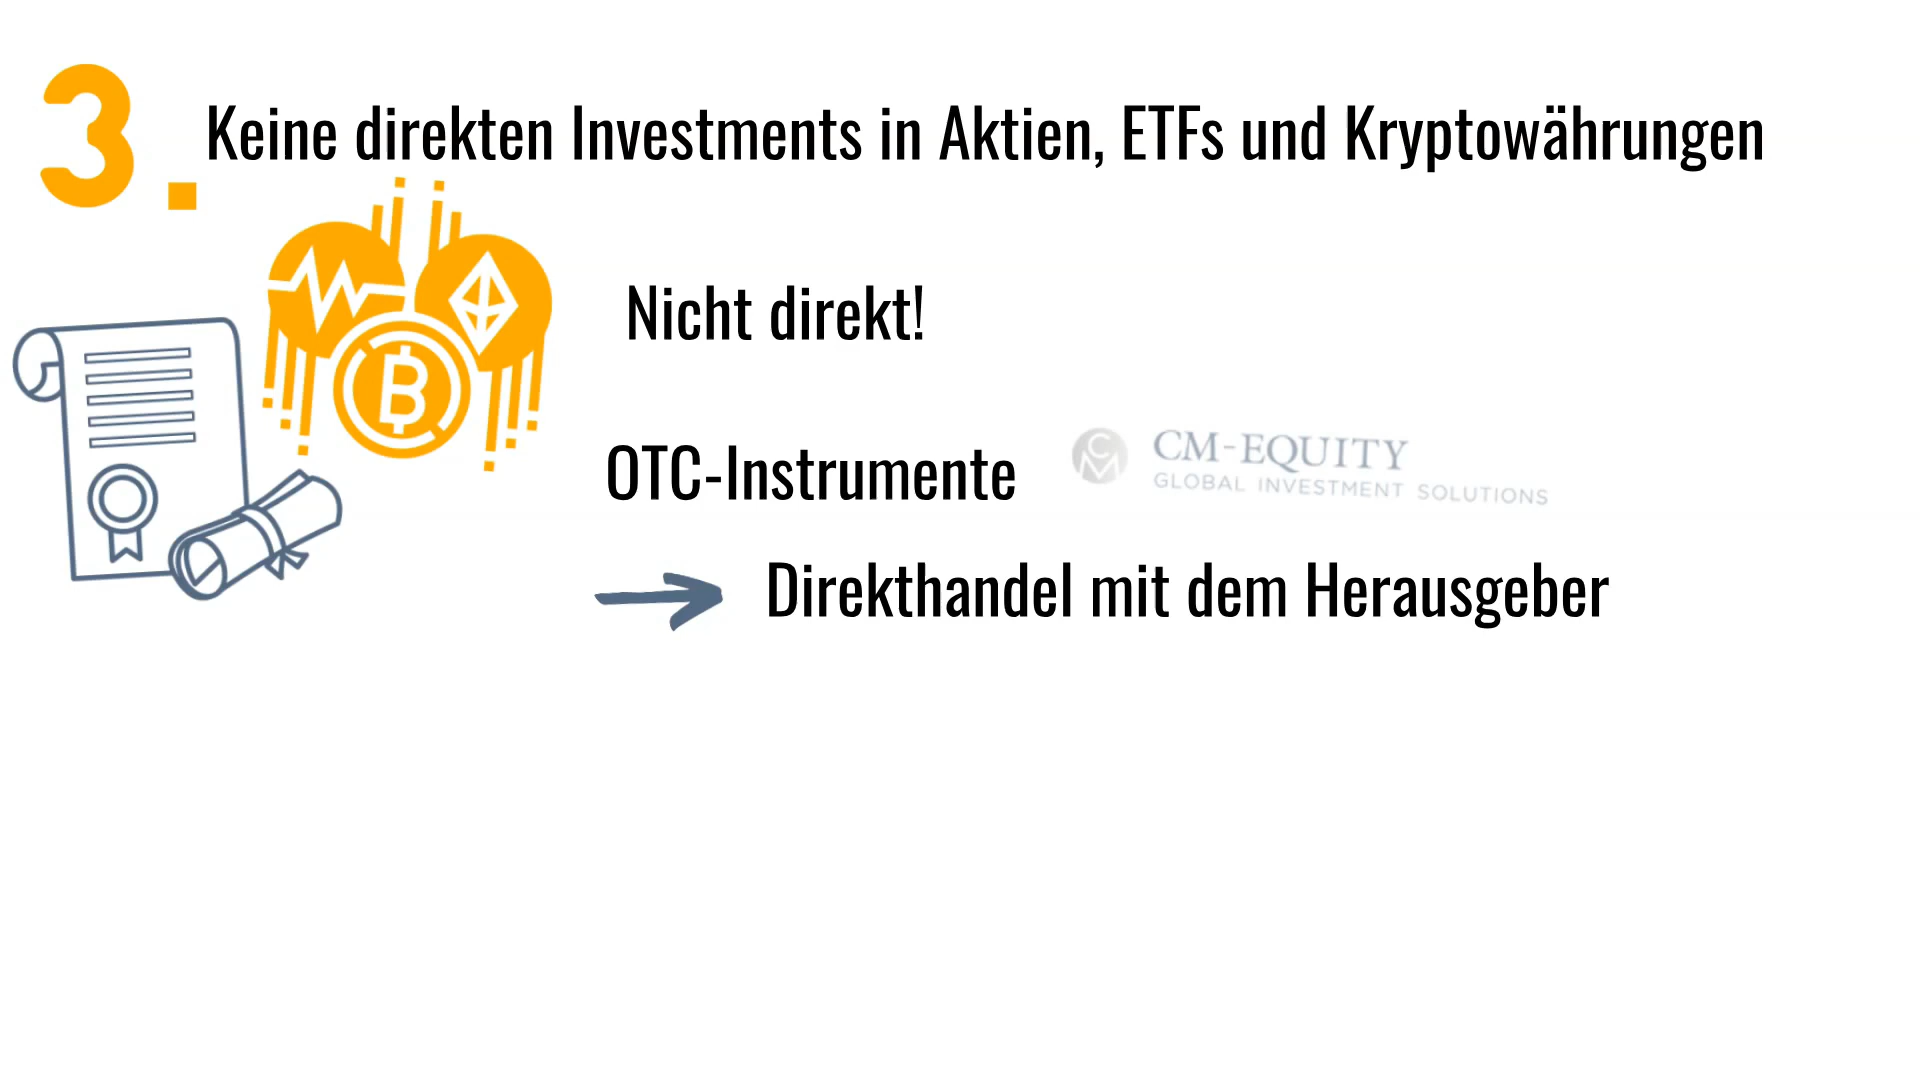 3. Keine direkten Investments in Aktien, ETFs und Kryptowährungen
Nicht direkt!
OTC-Instrumente
CM-EQUITY
GLOBAL INVESTMENT SOLUTIONS
Direkthandel mit dem Herausgeber